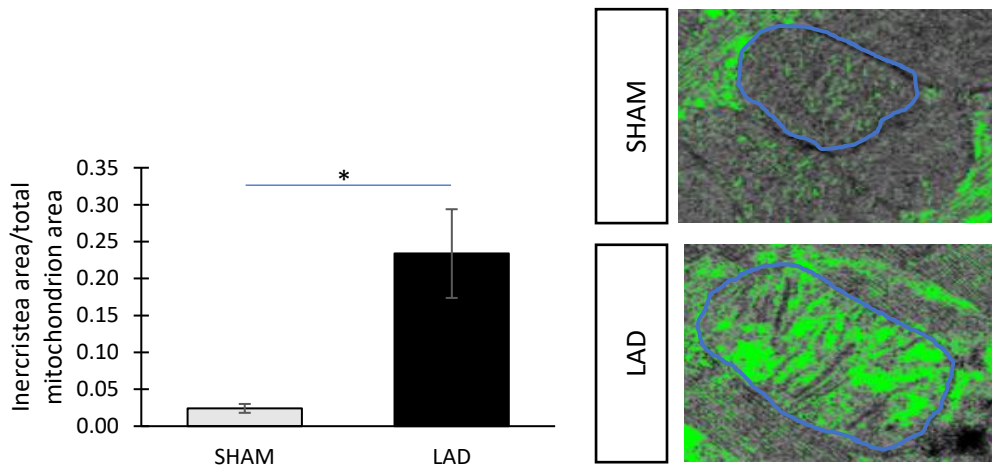 Inercristea area/total
mitochondrion area
0.35
0.30
0.25
0.20
0.15
0.10
0.05
0.00
*
SHAM
LAD
SHAM
LAD